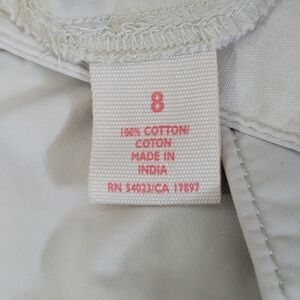 8
100% COTTON/
COTON
MADE IN
INDIA
RN 54023/CA 17897